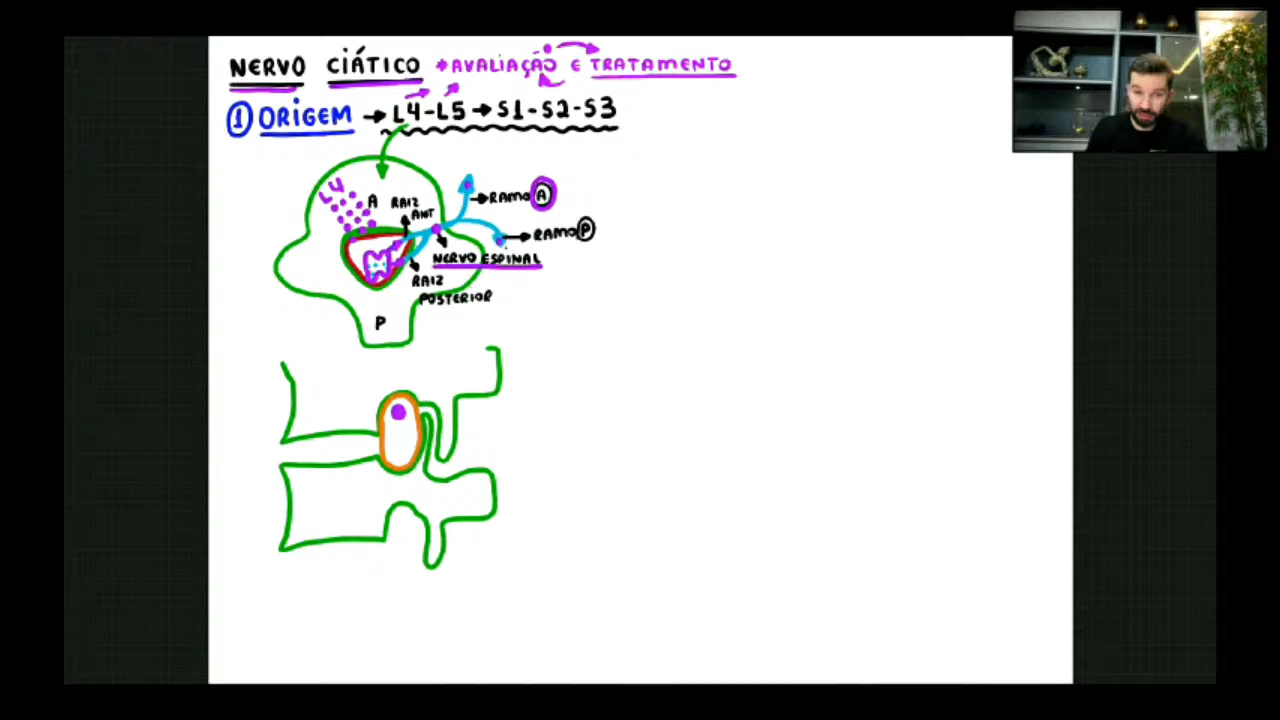 NERVO CIÁTICO *AVALIAÇÃO E TRATAMENTO
① ORIGEM → L4-L5 → S1-S2-S3
L4
A
RAIZ
ANT
→RAMO A
→RAMO P
NERVO ESPINAL
RAIZ
POSTERIOR
P